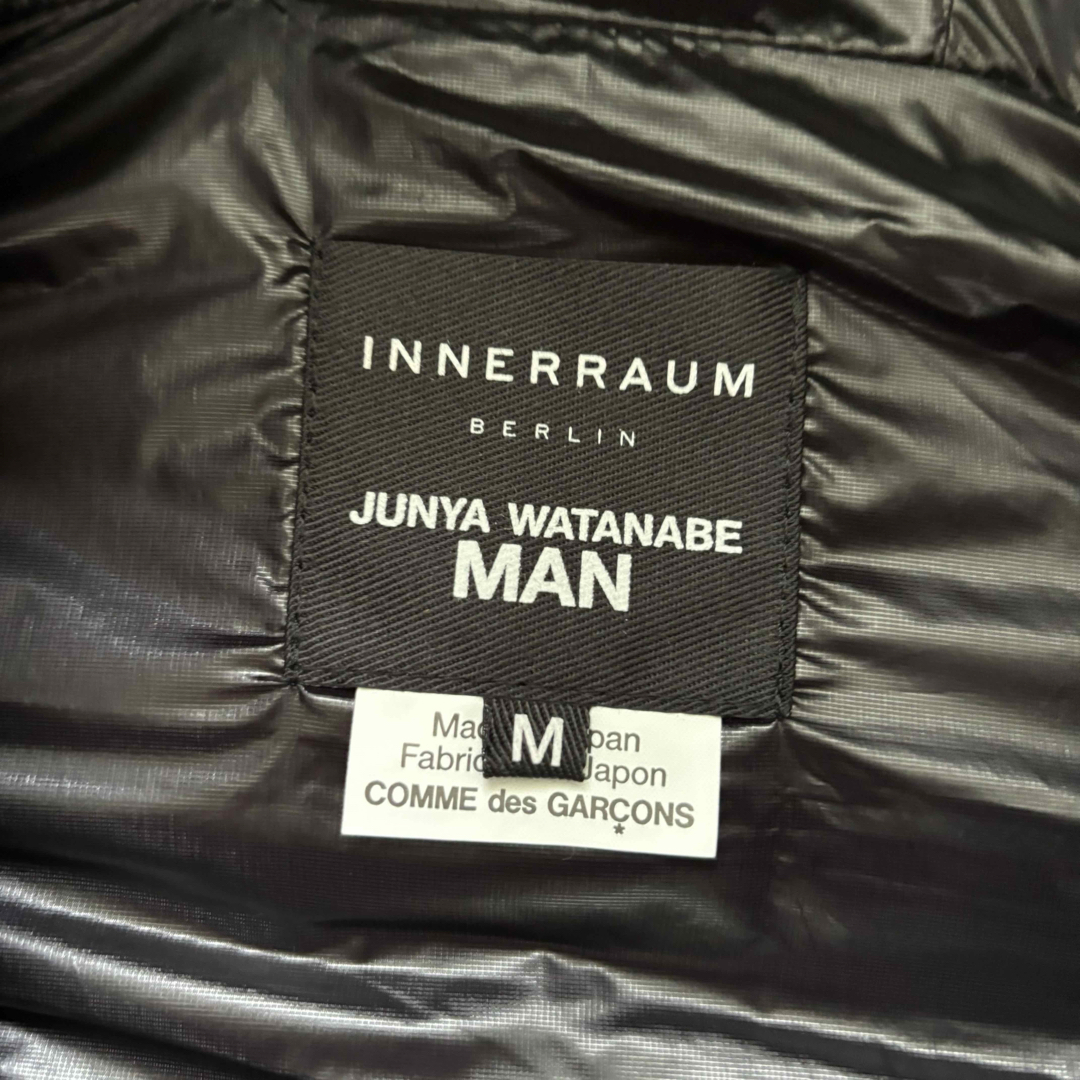 INNERRAUM
BERLIN
JUNYA WATANABE
MAN
M
COMME des GARÇONS
*